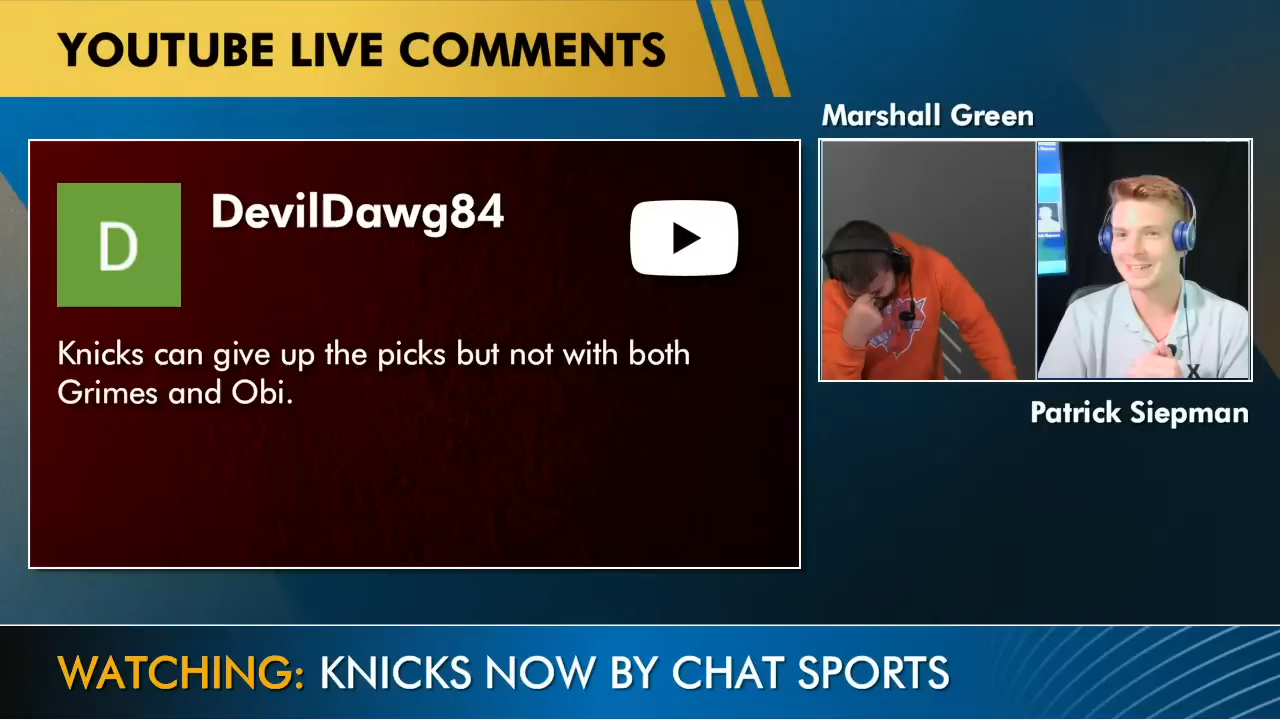 YOUTUBE LIVE COMMENTS
Marshall Green
D
DevilDawg84
Knicks can give up the picks but not with both
Grimes and Obi.
X
Patrick Siepman
WATCHING: KNICKS NOW BY CHAT SPORTS